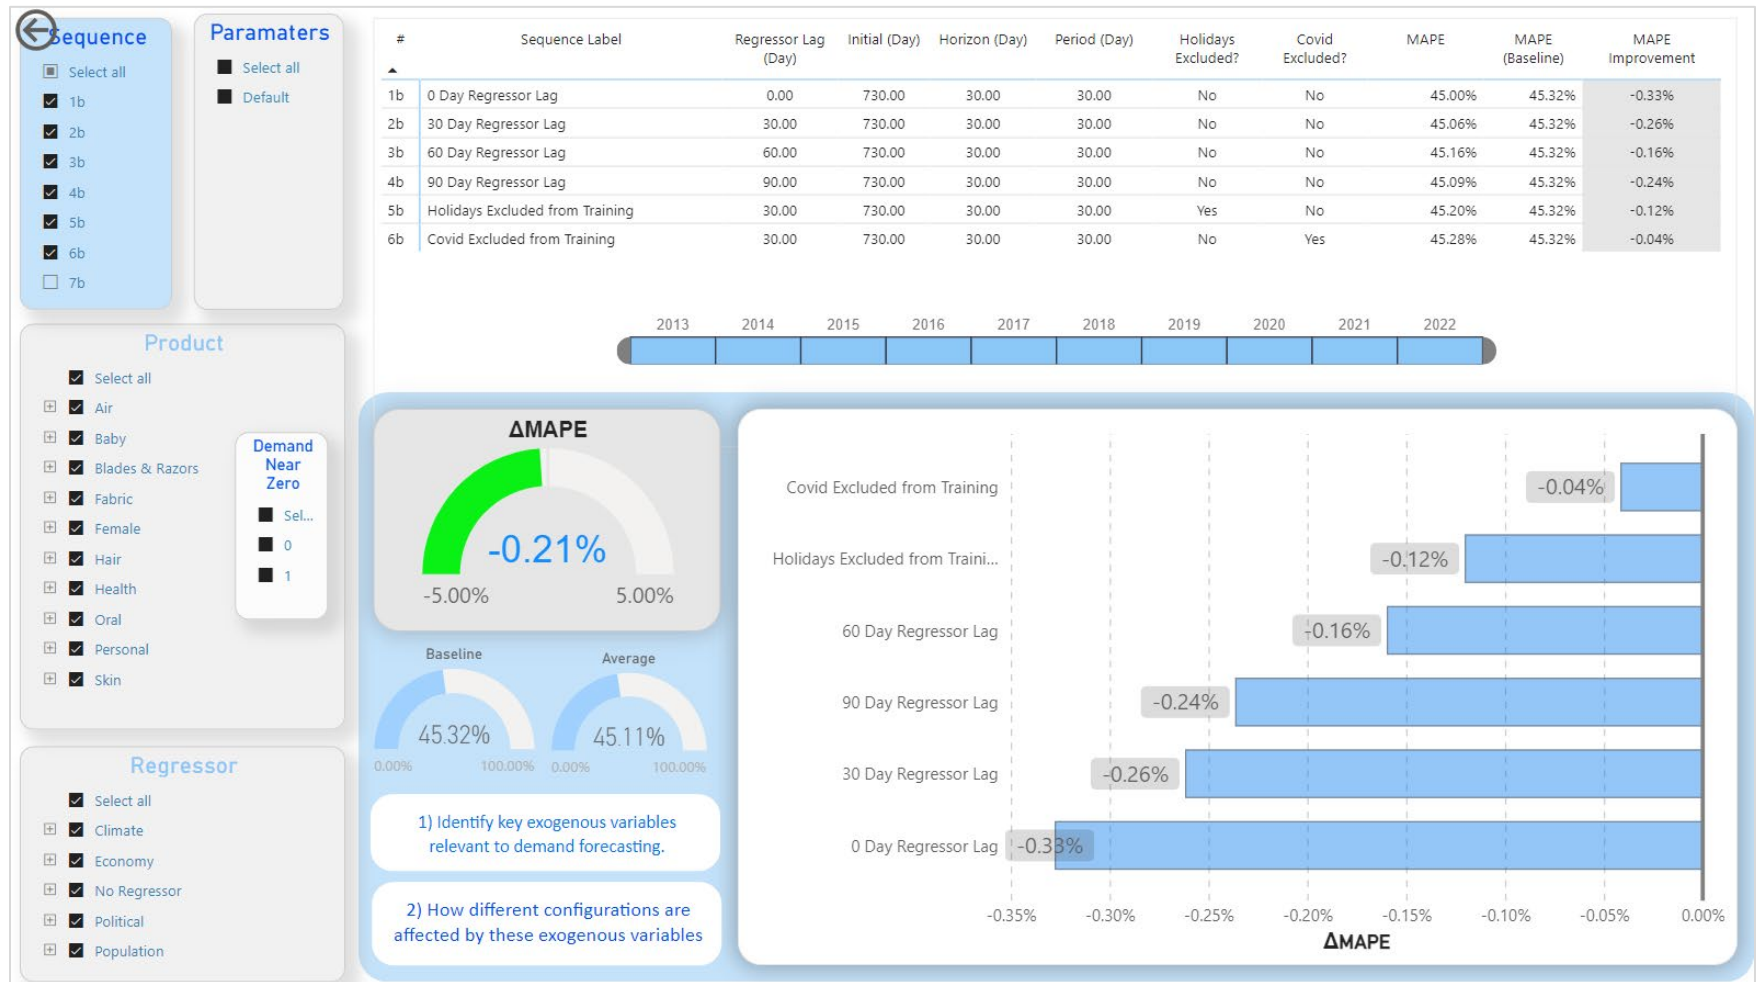 Sequence
Select all
1b
2b
3b
4b
5b
6b
7b
Paramaters
Select all
Default
# Sequence Label Regressor Lag (Day) Initial (Day) Horizon (Day) Period (Day) Holidays Excluded? Covid Excluded? MAPE MAPE (Baseline) MAPE Improvement
1b 0 Day Regressor Lag 0.00 730.00 30.00 30.00 No No 45.00% 45.32% -0.33%
2b 30 Day Regressor Lag 30.00 730.00 30.00 30.00 No No 45.06% 45.32% -0.26%
3b 60 Day Regressor Lag 60.00 730.00 30.00 30.00 No No 45.16% 45.32% -0.16%
4b 90 Day Regressor Lag 90.00 730.00 30.00 30.00 No No 45.09% 45.32% -0.24%
5b Holidays Excluded from Training 30.00 730.00 30.00 30.00 Yes No 45.20% 45.32% -0.12%
6b Covid Excluded from Training 30.00 730.00 30.00 30.00 No Yes 45.28% 45.32% -0.04%
2013 2014 2015 2016 2017 2018 2019 2020 2021 2022
Product
Select all
Air
Baby
Blades & Razors
Fabric
Female
Hair
Health
Oral
Personal
Skin
Demand
Near
Zero
Sel...
0
1
Regressor
Select all
Climate
Economy
No Regressor
Political
Population
ΔMAPE
-0.21%
-5.00% 5.00%
Baseline
45.32%
0.00% 100.00%
Average
45.11%
0.00% 100.00%
1) Identify key exogenous variables
relevant to demand forecasting.
2) How different configurations are
affected by these exogenous variables
Covid Excluded from Training -0.04%
Holidays Excluded from Traini... -0.12%
60 Day Regressor Lag -0.16%
90 Day Regressor Lag -0.24%
30 Day Regressor Lag -0.26%
0 Day Regressor Lag -0.33%
-0.35% -0.30% -0.25% -0.20% -0.15% -0.10% -0.05% 0.00%
ΔMAPE